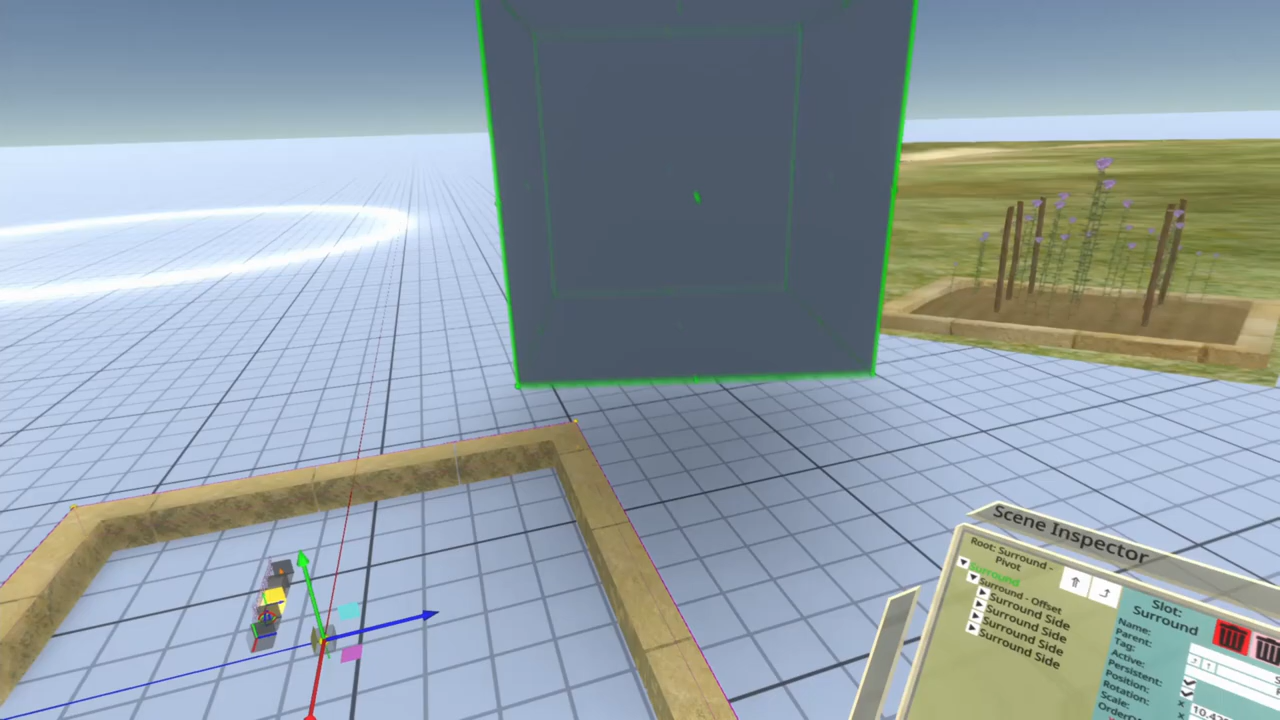 Scene Inspector
Root: Surround -
Pivot
Surround
Surround - Offset
Surround Side
Surround Side
Surround Side
Surround Side
Slot:
Surround
Name:
Parent:
Tag:
Active:
Persistent:
Position:
Rotation:
Scale: